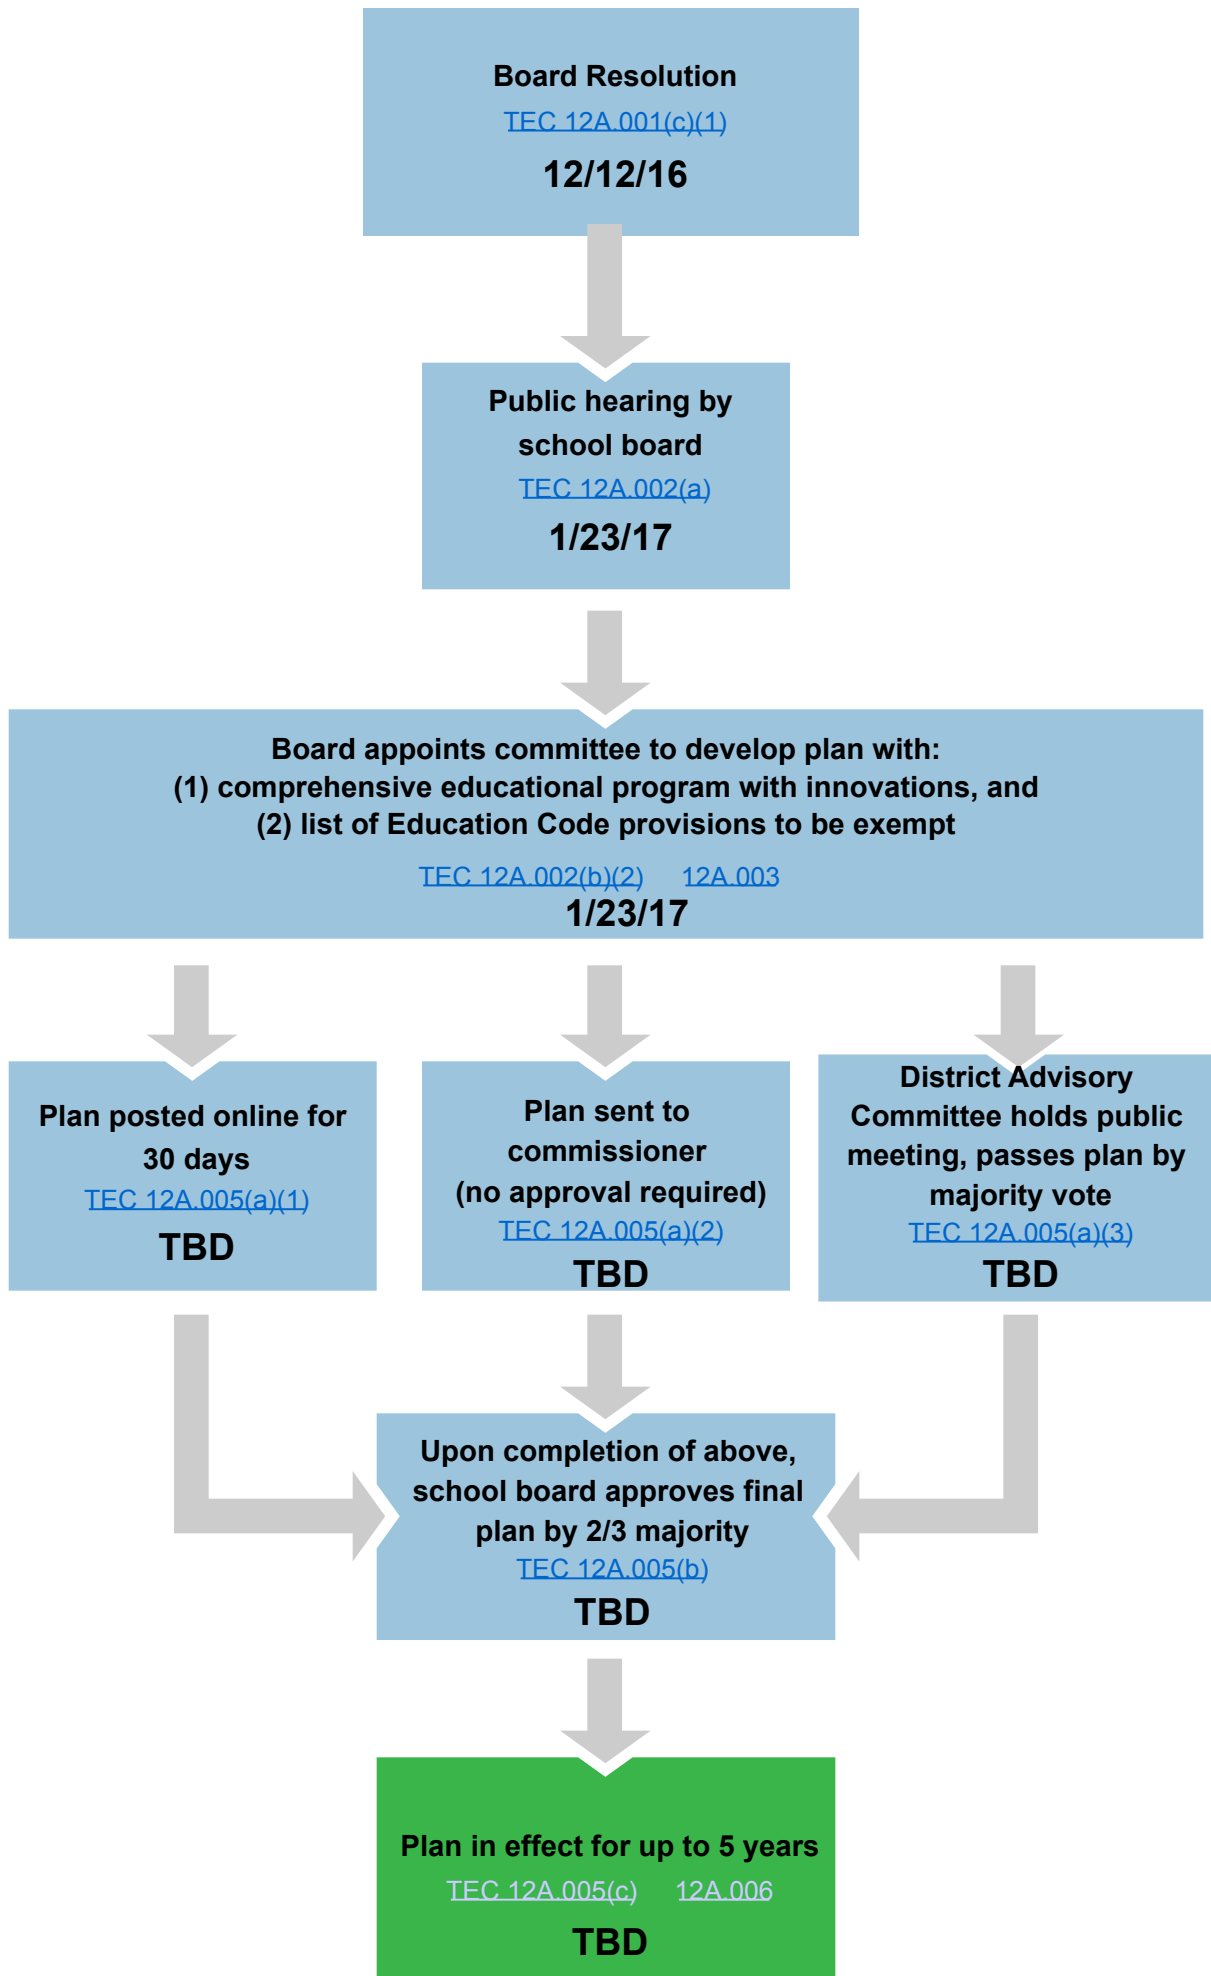 Board Resolution
TEC 12A.001(c)(1)
12/12/16
Public hearing by
school board
TEC 12A.002(a)
1/23/17
Board appoints committee to develop plan with:
(1) comprehensive educational program with innovations, and
(2) list of Education Code provisions to be exempt
TEC 12A.002(b)(2) 12A.003
1/23/17
Plan posted online for
30 days
TEC 12A.005(a)(1)
TBD
Plan sent to
commissioner
(no approval required)
TEC 12A.005(a)(2)
TBD
District Advisory
Committee holds public
meeting, passes plan by
majority vote
TEC 12A.005(a)(3)
TBD
Upon completion of above,
school board approves final
plan by 2/3 majority
TEC 12A.005(b)
TBD
Plan in effect for up to 5 years
TEC 12A.005(c) 12A.006
TBD